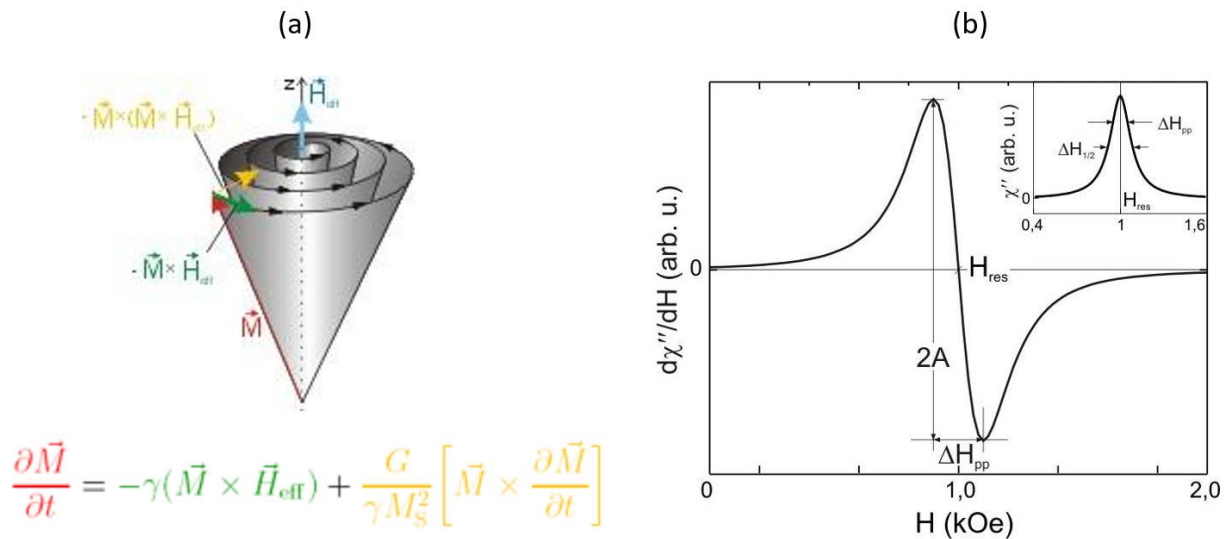 (a)
z
H⃗eff
- M⃗×(M⃗ × H⃗eff)
- M⃗× H⃗eff
M⃗
∂M⃗/∂t = −γ(M⃗ × H⃗eff) + G/γM²S [M⃗ × ∂M⃗/∂t]
(b)
dχ''/dH (arb. u.)
0
2A
Hres
ΔHpp
0
1,0
2,0
H (kOe)
χ'' (arb. u.)
0
ΔHpp
ΔH1/2
Hres
0,4
1
1,6